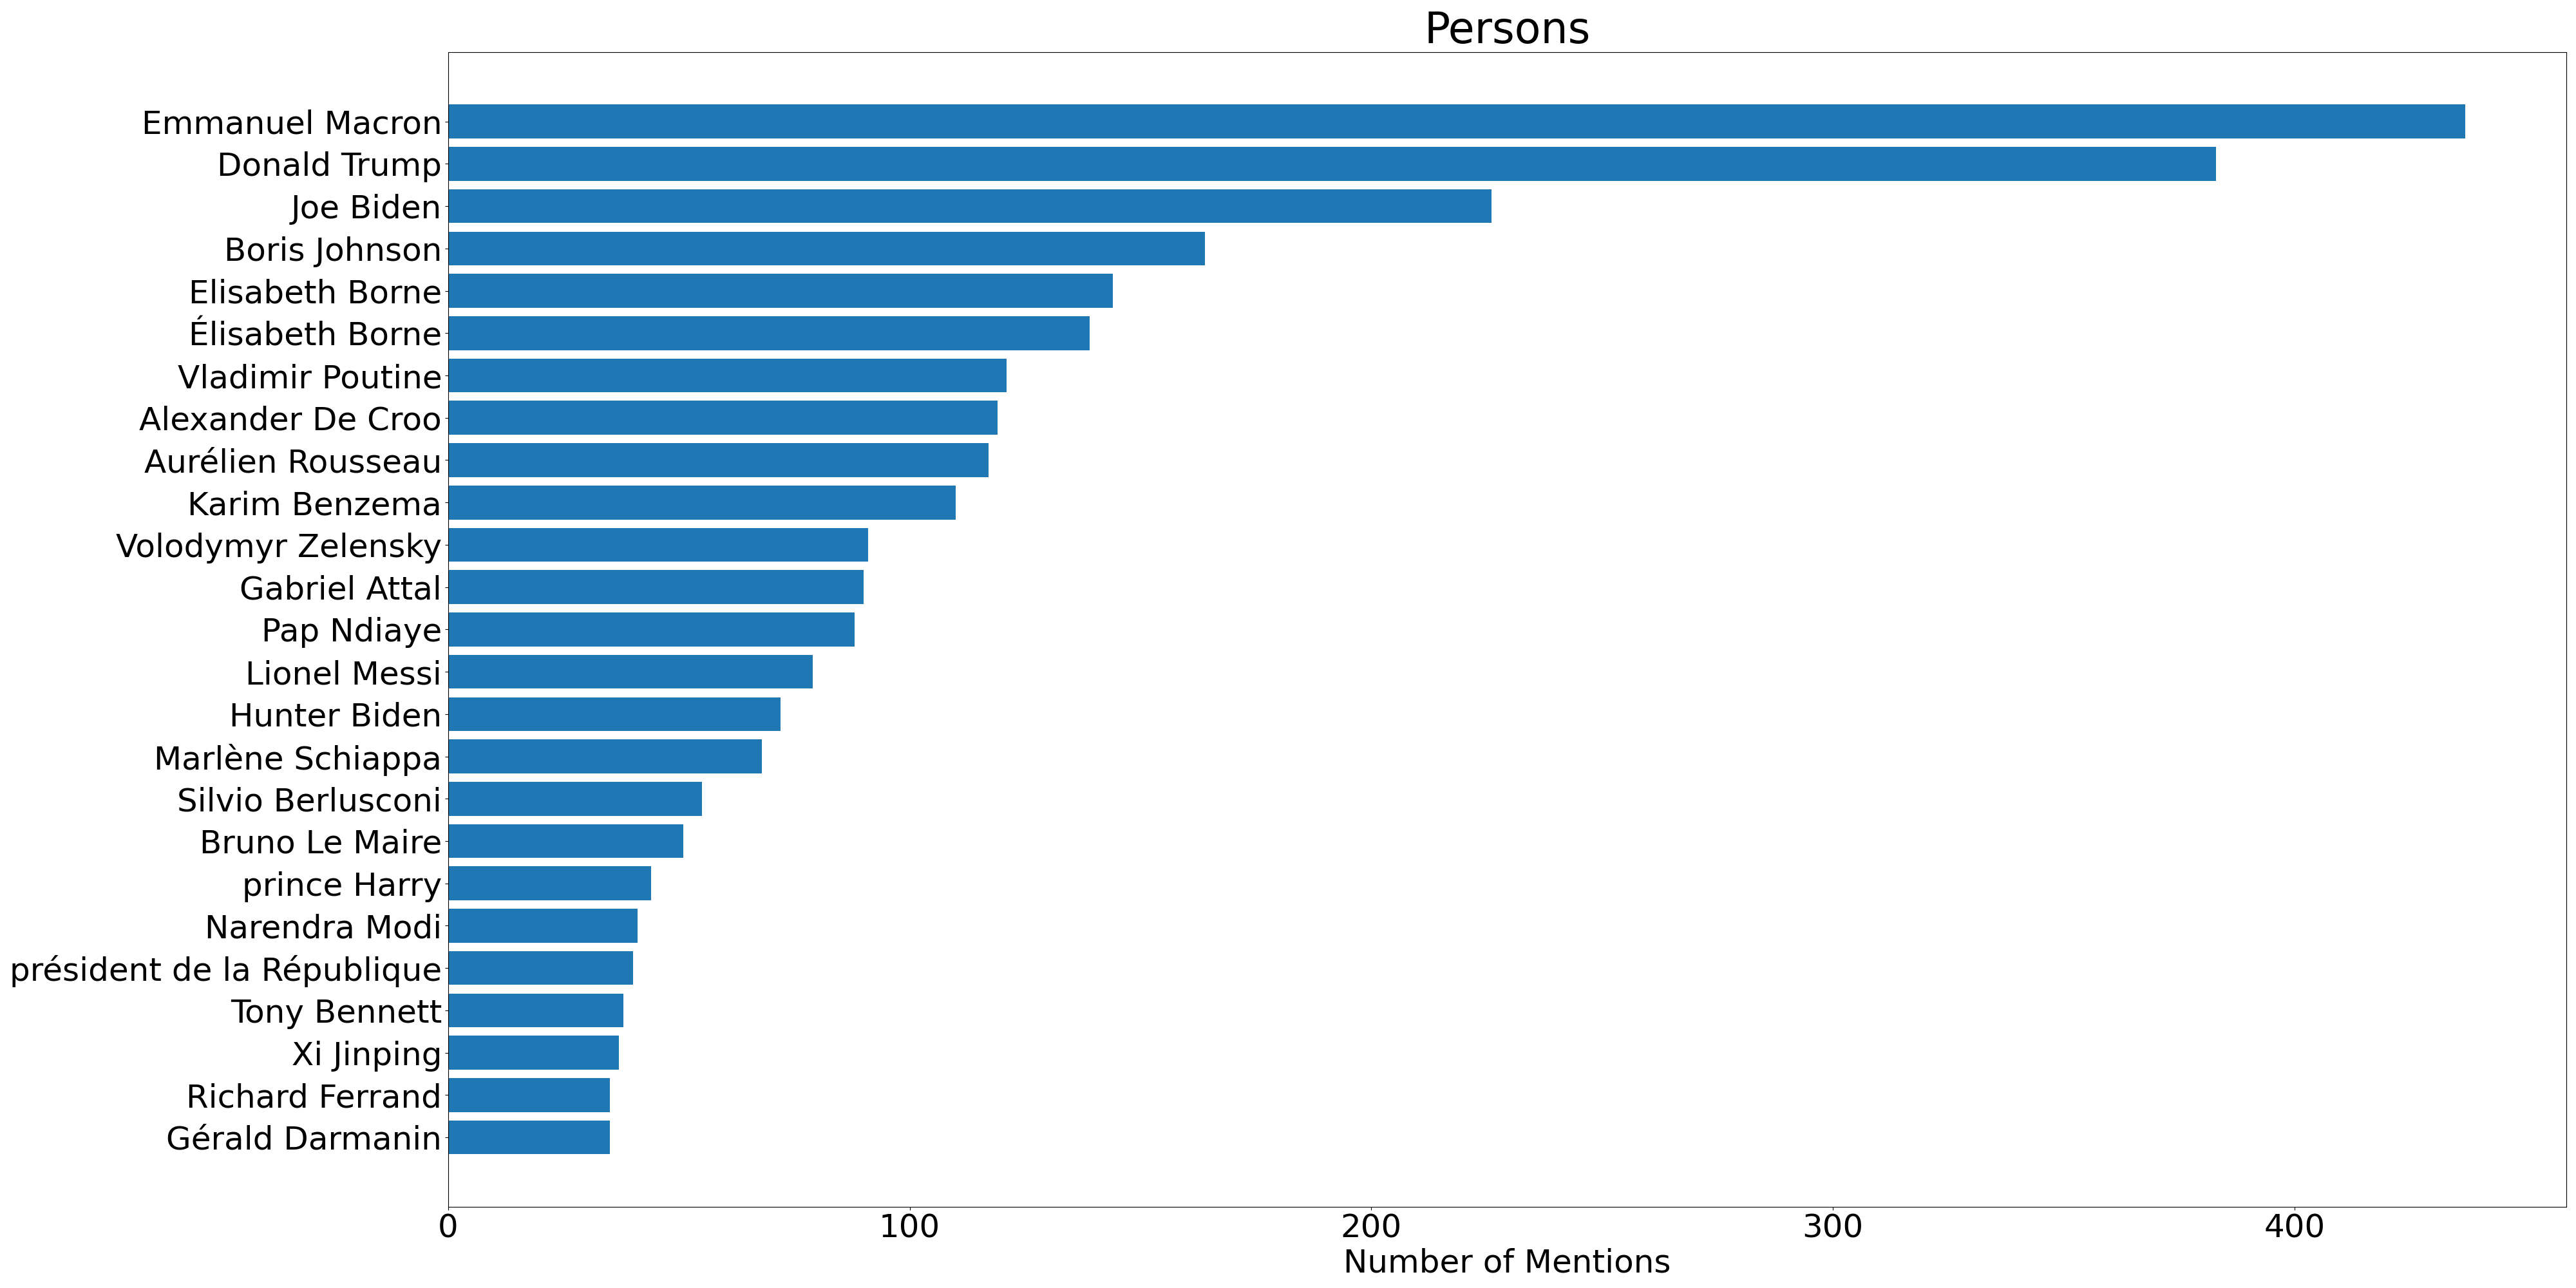 Persons
Emmanuel Macron
Donald Trump
Joe Biden
Boris Johnson
Elisabeth Borne
Élisabeth Borne
Vladimir Poutine
Alexander De Croo
Aurélien Rousseau
Karim Benzema
Volodymyr Zelensky
Gabriel Attal
Pap Ndiaye
Lionel Messi
Hunter Biden
Marlène Schiappa
Silvio Berlusconi
Bruno Le Maire
prince Harry
Narendra Modi
président de la République
Tony Bennett
Xi Jinping
Richard Ferrand
Gérald Darmanin
0 100 200 300 400
Number of Mentions